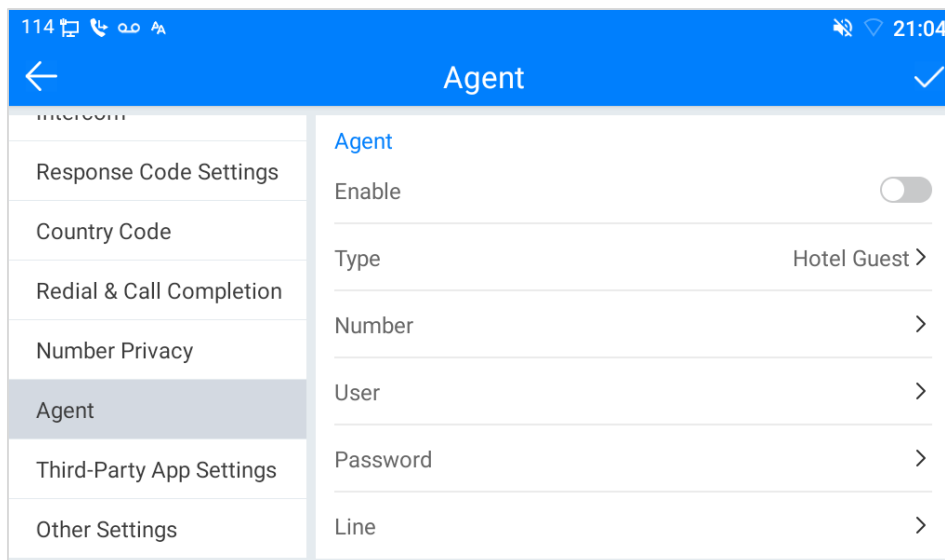 114 21:04
Agent
Intercom
Response Code Settings
Country Code
Redial & Call Completion
Number Privacy
Agent
Third-Party App Settings
Other Settings
Agent
Enable
Type Hotel Guest
Number
User
Password
Line